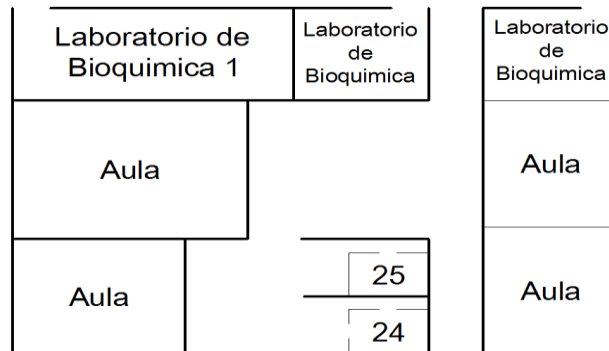 Laboratorio de
Bioquimica 1
Laboratorio
de
Bioquimica
Laboratorio
de
Bioquimica
Aula
Aula
Aula
25
Aula
24